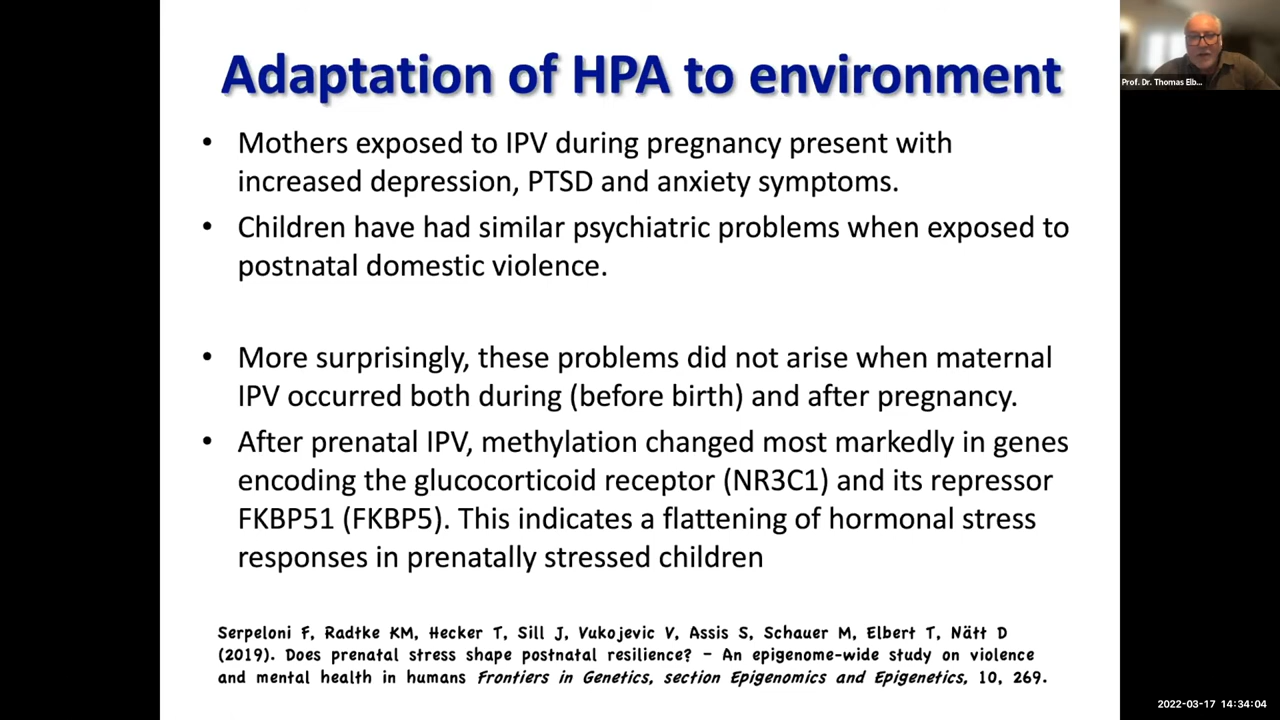 Adaptation of HPA to environment
• Mothers exposed to IPV during pregnancy present with
increased depression, PTSD and anxiety symptoms.
• Children have had similar psychiatric problems when exposed to
postnatal domestic violence.
• More surprisingly, these problems did not arise when maternal
IPV occurred both during (before birth) and after pregnancy.
• After prenatal IPV, methylation changed most markedly in genes
encoding the glucocorticoid receptor (NR3C1) and its repressor
FKBP51 (FKBP5). This indicates a flattening of hormonal stress
responses in prenatally stressed children
Serpeloni F, Radtke KM, Hecker T, Sill J, Vukojevic V, Assis S, Schauer M, Elbert T, Nätt D
(2019). Does prenatal stress shape postnatal resilience? – An epigenome-wide study on violence
and mental health in humans Frontiers in Genetics, section Epigenomics and Epigenetics, 10, 269.
Prof. Dr. Thomas Elb...
2022-03-17 14:34:04